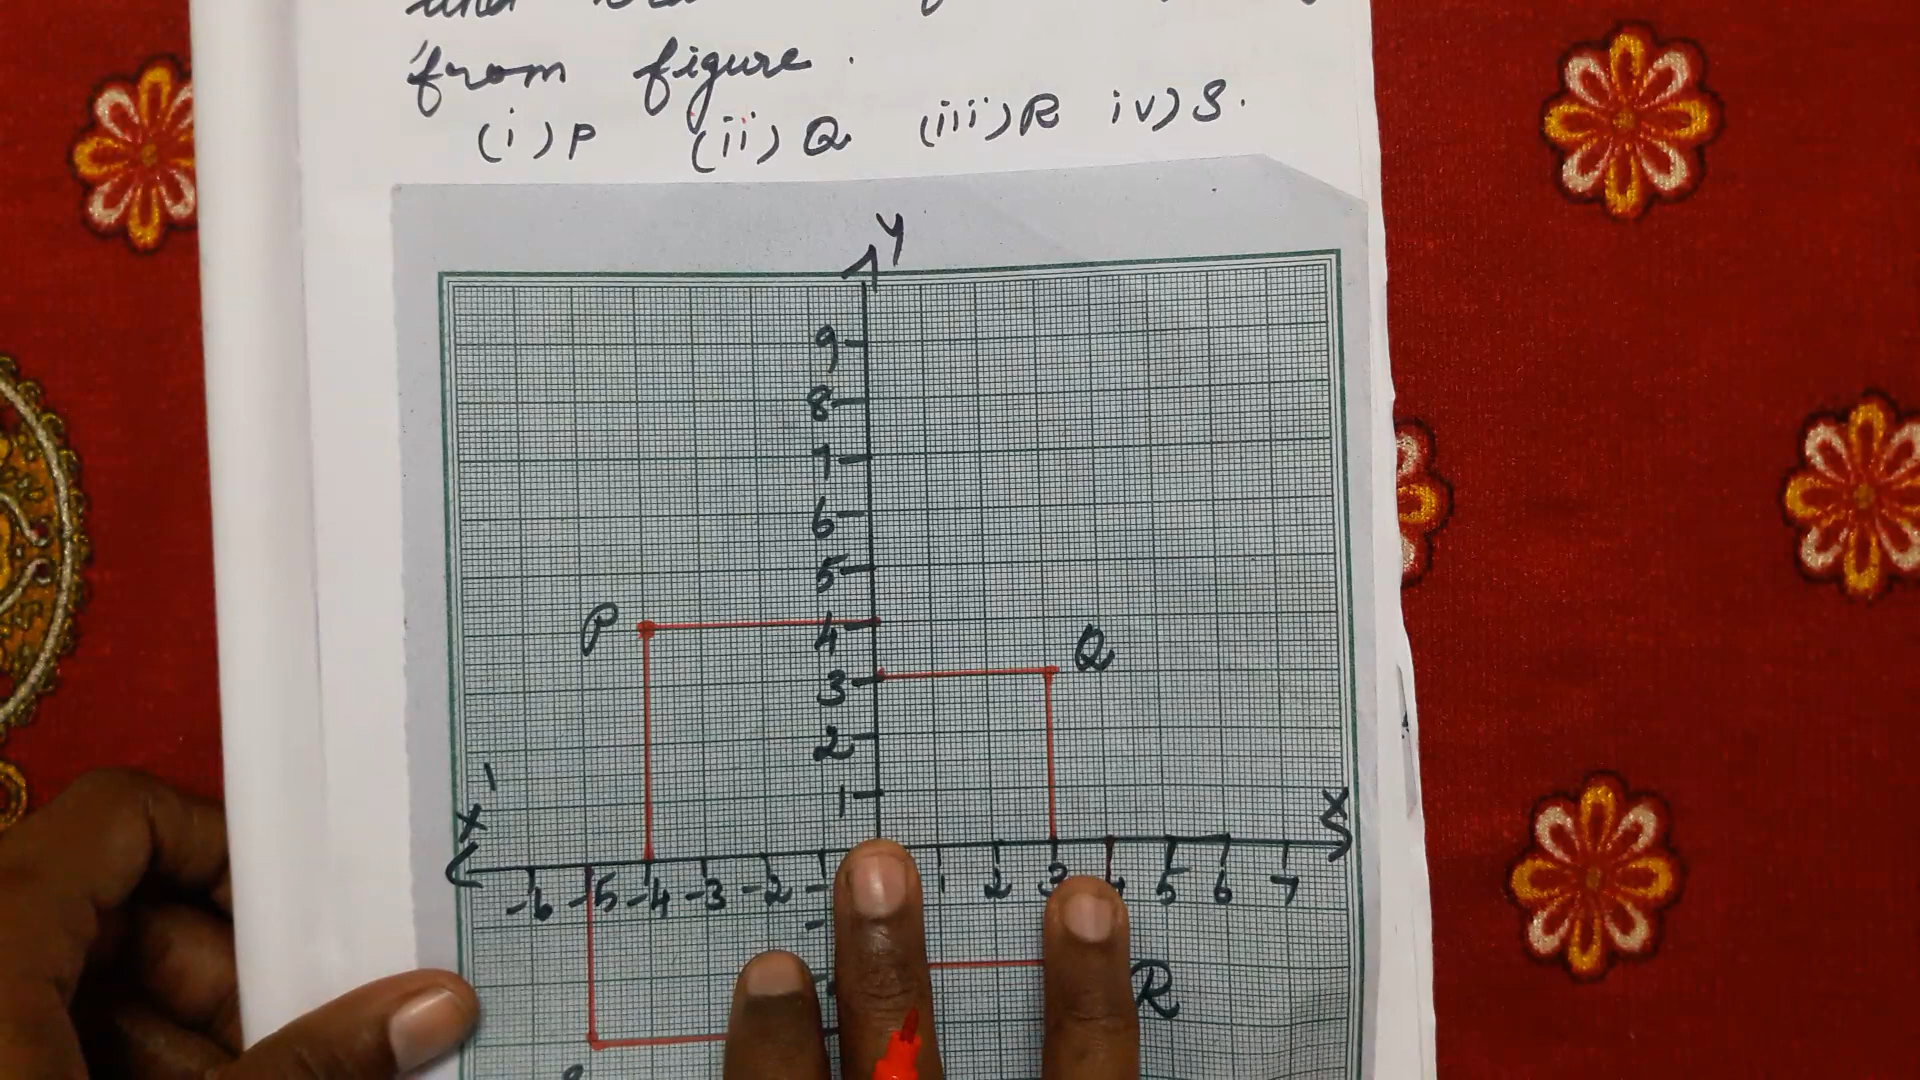 from figure.
(i) P (ii) Q (iii) R iv) S.
Y
9
8
7
6
5
P 4
Q
3
2
1
X' X
-6 -5 -4 -3 -2 1 2 3 5 6 7
R